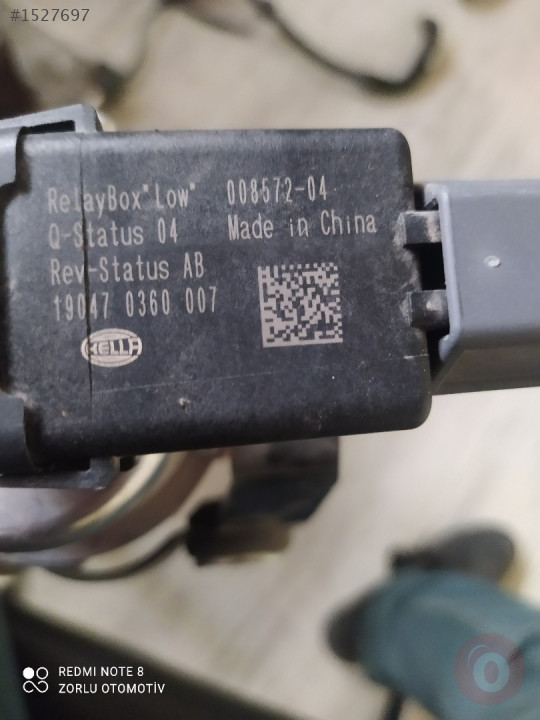 #1527697
RelayBox"Low" 008572-04
Q-Status 04 Made in China
Rev-Status AB
19047 0360 007
HELLA
REDMI NOTE 8
ZORLU OTOMOTİV